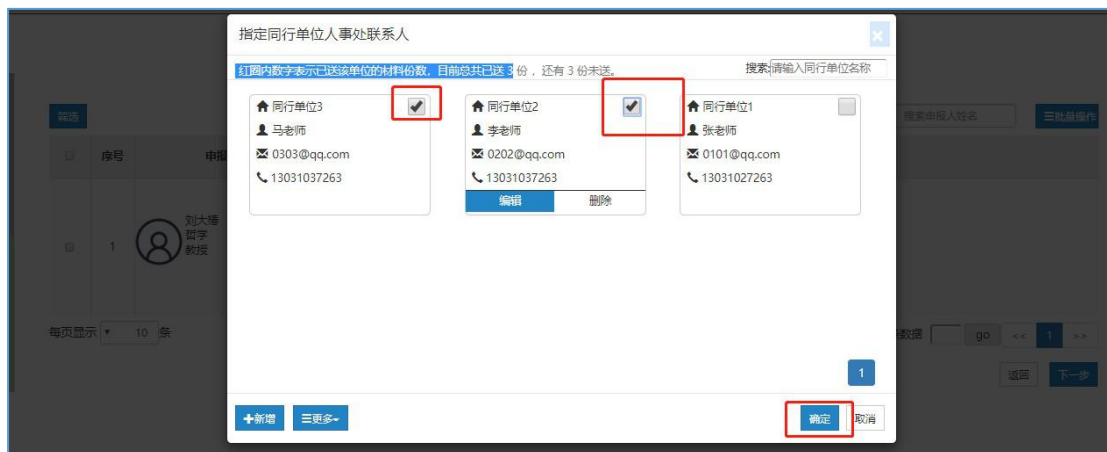 指定同行单位人事处联系人
红圈内数字表示已送该单位的材料份数，目前总共已送 3 份，还有 3 份未送。
搜索:请输入同行单位名称
同行单位3
马老师
0303@qq.com
13031037263
同行单位2
李老师
0202@qq.com
13031037263
编辑 删除
同行单位1
张老师
0101@qq.com
13031027263
筛选
搜索申报人姓名
批量操作
序号 申报
1
刘大播
哲学
教授
每页显示 10 条
数据 go << 1 >>
1
返回 下一步
新增 更多
确定 取消